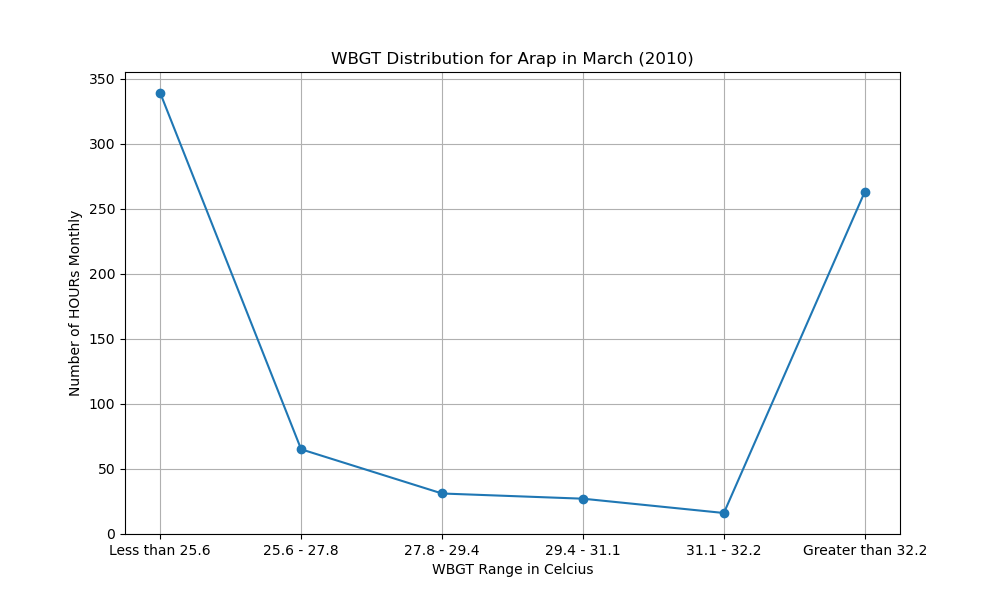 WBGT Distribution for Arap in March (2010)
Number of HOURs Monthly
350
300
250
200
150
100
50
0
Less than 25.6
25.6 - 27.8
27.8 - 29.4
29.4 - 31.1
31.1 - 32.2
Greater than 32.2
WBGT Range in Celcius